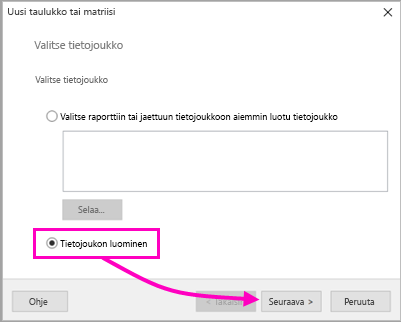 Uusi taulukko tai matriisi
Valitse tietojoukko
Valitse tietojoukko
Valitse raporttiin tai jaettuun tietojoukkoon aiemmin luotu tietojoukko
Selaa...
Tietojoukon luominen
Ohje
Seuraava >
Peruuta